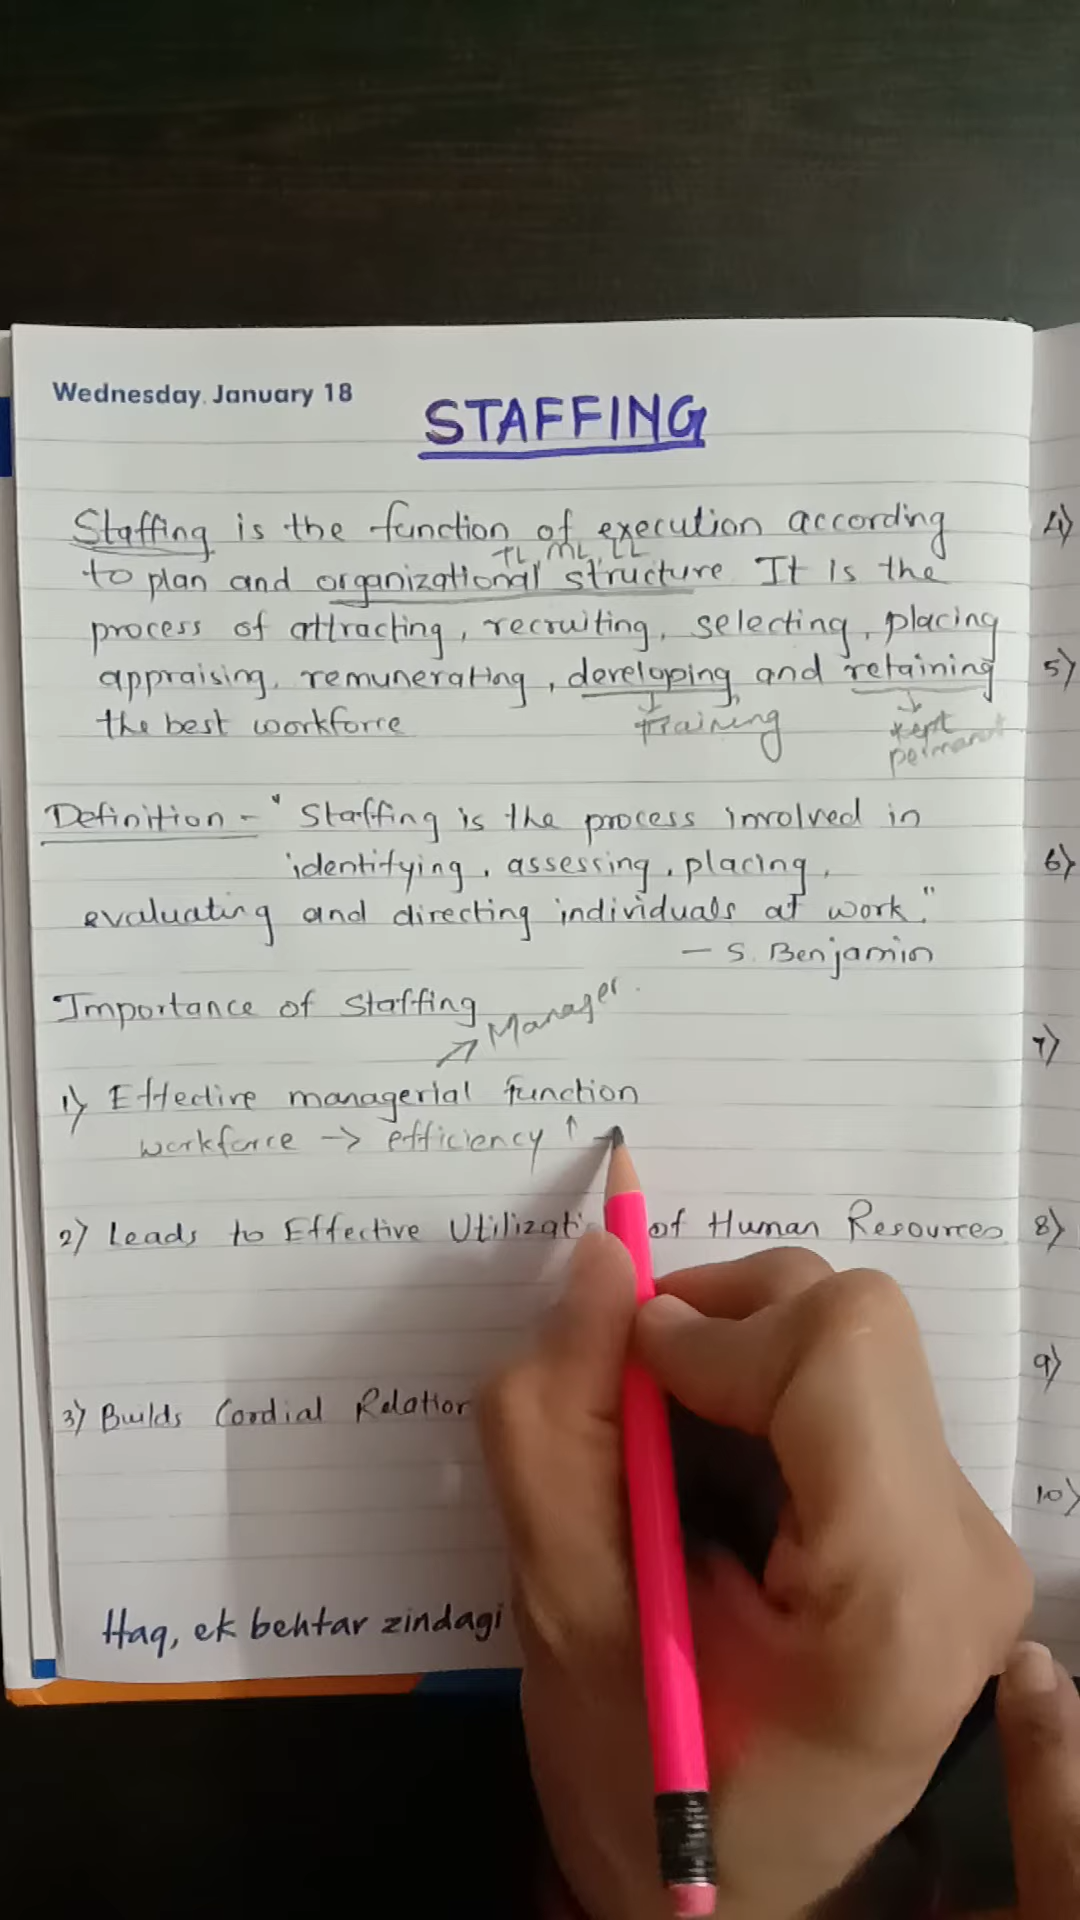 Wednesday, January 18
STAFFING
Staffing is the function of execution according
TL, ML, LL
to plan and organizational structure It is the
process of attracting, recruiting, selecting, placing
appraising, remunerating, developing and retaining
the best workforce
training
kept
permanent
Definition - "Staffing is the process involved in
identifying, assessing, placing,
evaluating and directing individuals at work."
- S. Benjamin
Importance of Staffing
Manager.
1) Effective managerial function
workforce → efficiency ↑ →
2) Leads to Effective of Human Resources
3) Builds Cordial
Haq, ek behtar zindagi
4)
5)
6)
7)
8)
9)
10)